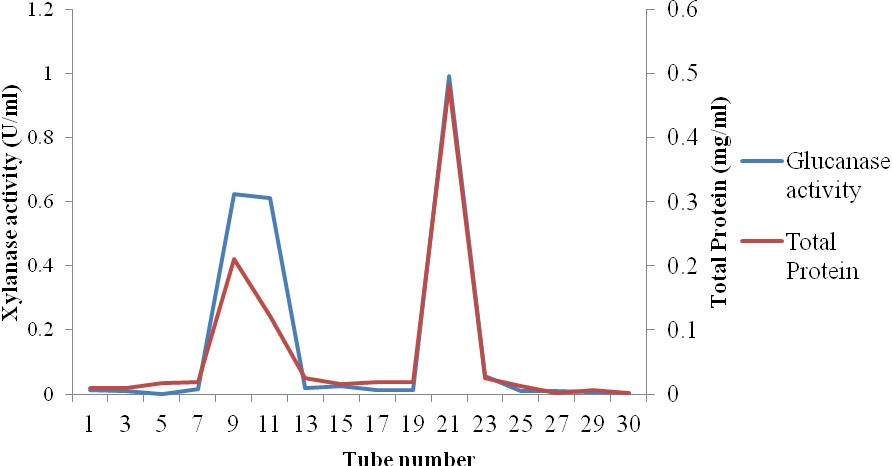 Xylanase activity (U/ml)
1.2
1
0.8
0.6
0.4
0.2
0
0.6
0.5
0.4
0.3
0.2
0.1
0
Total Protein (mg/ml)
1 3 5 7 9 11 13 15 17 19 21 23 25 27 29 30
Tube number
Glucanase
activity
Total
Protein